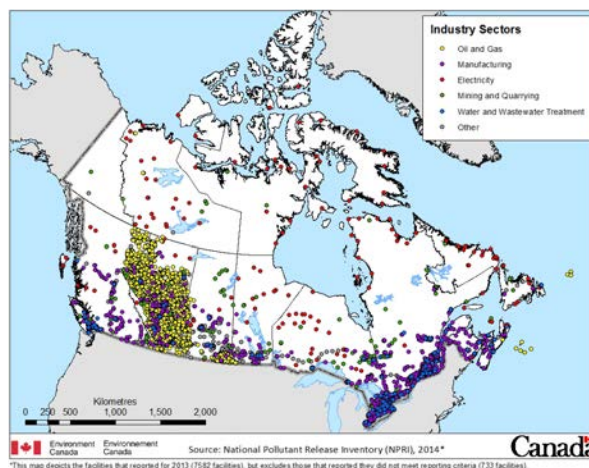 Industry Sectors
Oil and Gas
Manufacturing
Electricity
Mining and Quarrying
Water and Wastewater Treatment
Other
Kilometres
0 250 500 1,000 1,500 2,000
Environment Canada Environnement Canada
Source: National Pollutant Release Inventory (NPRI), 2014*
Canada
*This map depicts the facilities that reported for 2013 (7582 facilities), but excludes those that reported they did not meet reporting criteria (733 facilities).